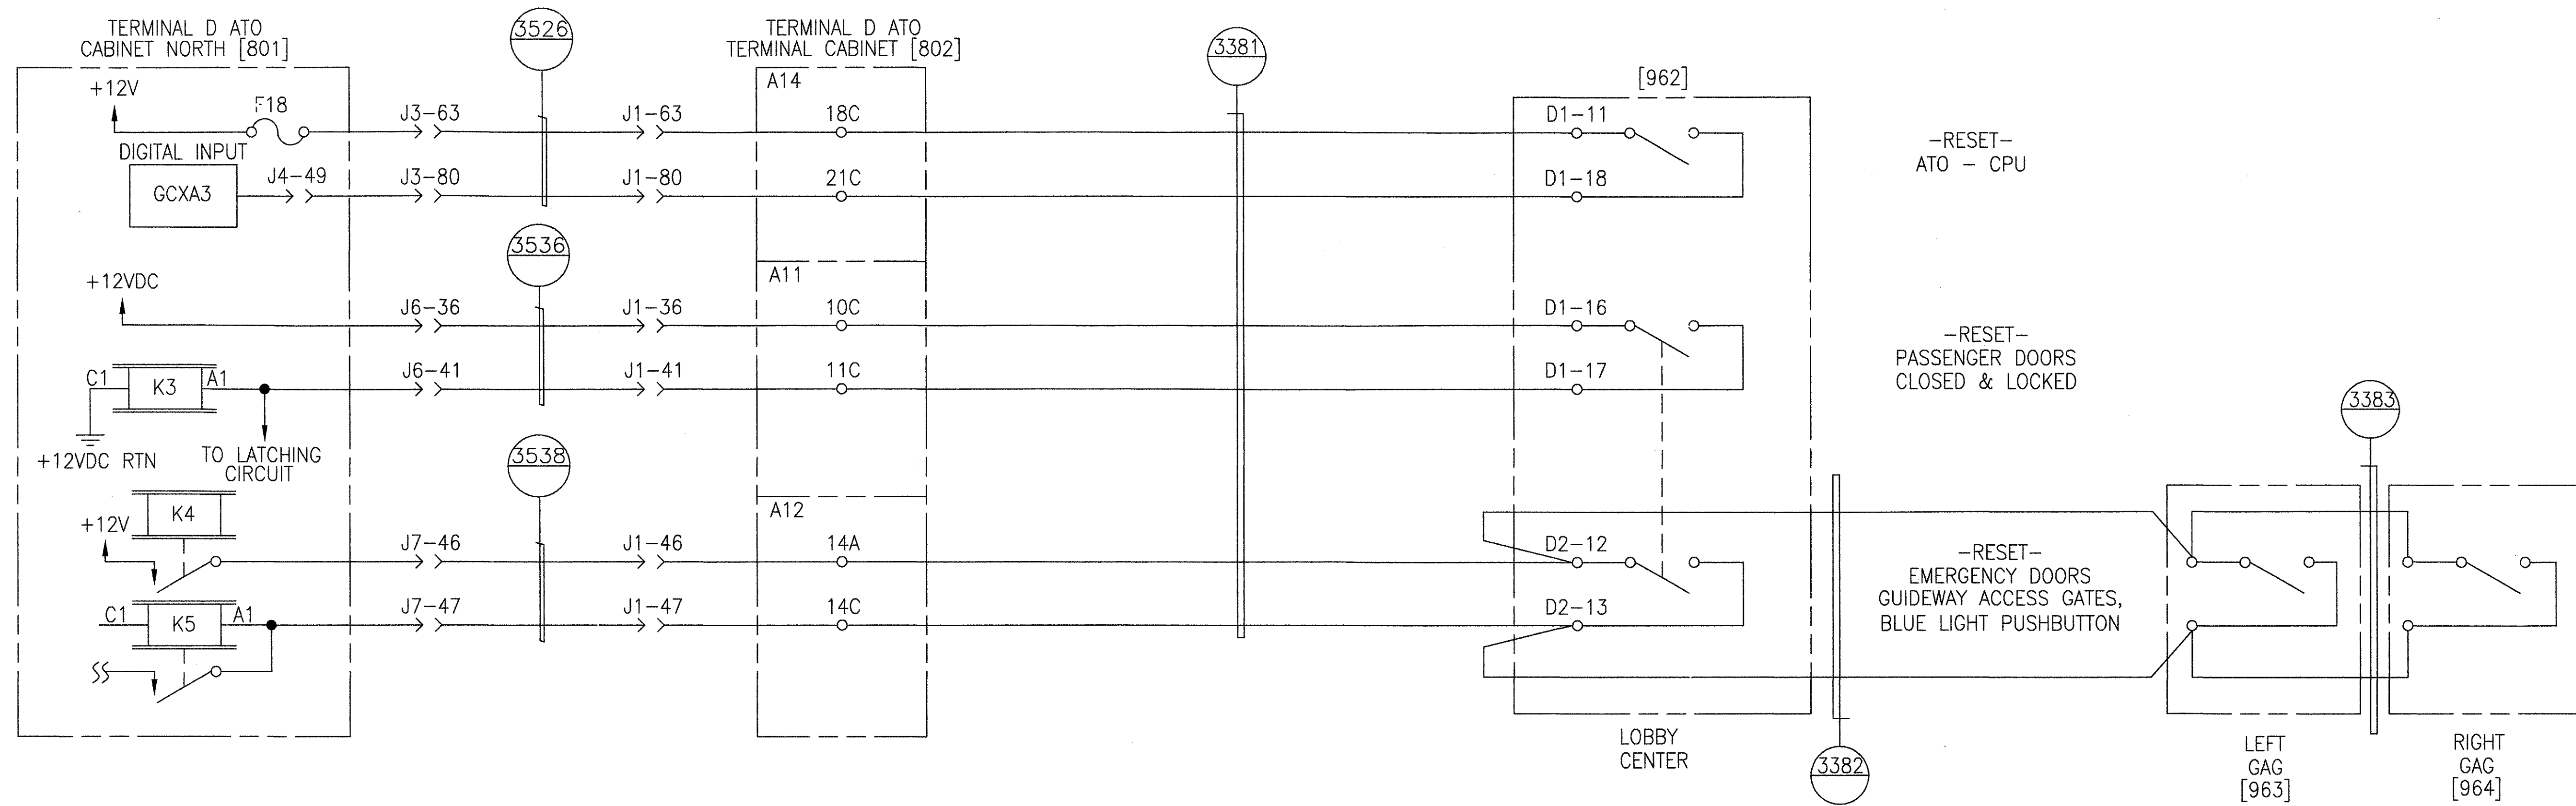 TERMINAL D ATO
CABINET NORTH [801]
3526
TERMINAL D ATO
TERMINAL CABINET [802]
3381
[962]
A14
+12V
F18
J3-63
J1-63
18C
D1-11
-RESET-
ATO - CPU
DIGITAL INPUT
GCXA3
J4-49
J3-80
J1-80
21C
D1-18
3536
A11
+12VDC
J6-36
J1-36
10C
D1-16
-RESET-
PASSENGER DOORS
CLOSED & LOCKED
C1
K3
A1
J6-41
J1-41
11C
D1-17
3383
+12VDC RTN
TO LATCHING
CIRCUIT
3538
K4
A12
+12V
J7-46
J1-46
14A
D2-12
-RESET-
EMERGENCY DOORS
GUIDEWAY ACCESS GATES,
BLUE LIGHT PUSHBUTTON
C1
K5
A1
J7-47
J1-47
14C
D2-13
LOBBY
CENTER
3382
LEFT
GAG
[963]
RIGHT
GAG
[964]